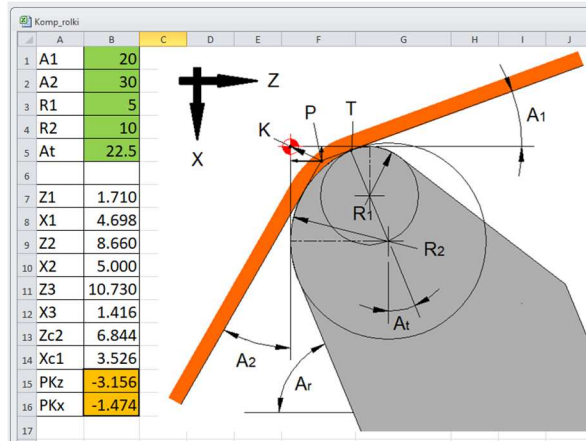 Komp_rolki
A B C D E F G H I J
1 A1 20
2 A2 30
3 R1 5
4 R2 10
5 At 22.5
6
7 Z1 1.710
8 X1 4.698
9 Z2 8.660
10 X2 5.000
11 Z3 10.730
12 X3 1.416
13 Zc2 6.844
14 Xc1 3.526
15 PKz -3.156
16 PKx -1.474
17
Z
X
P T
K
A1
R1
R2
At
A2
Ar